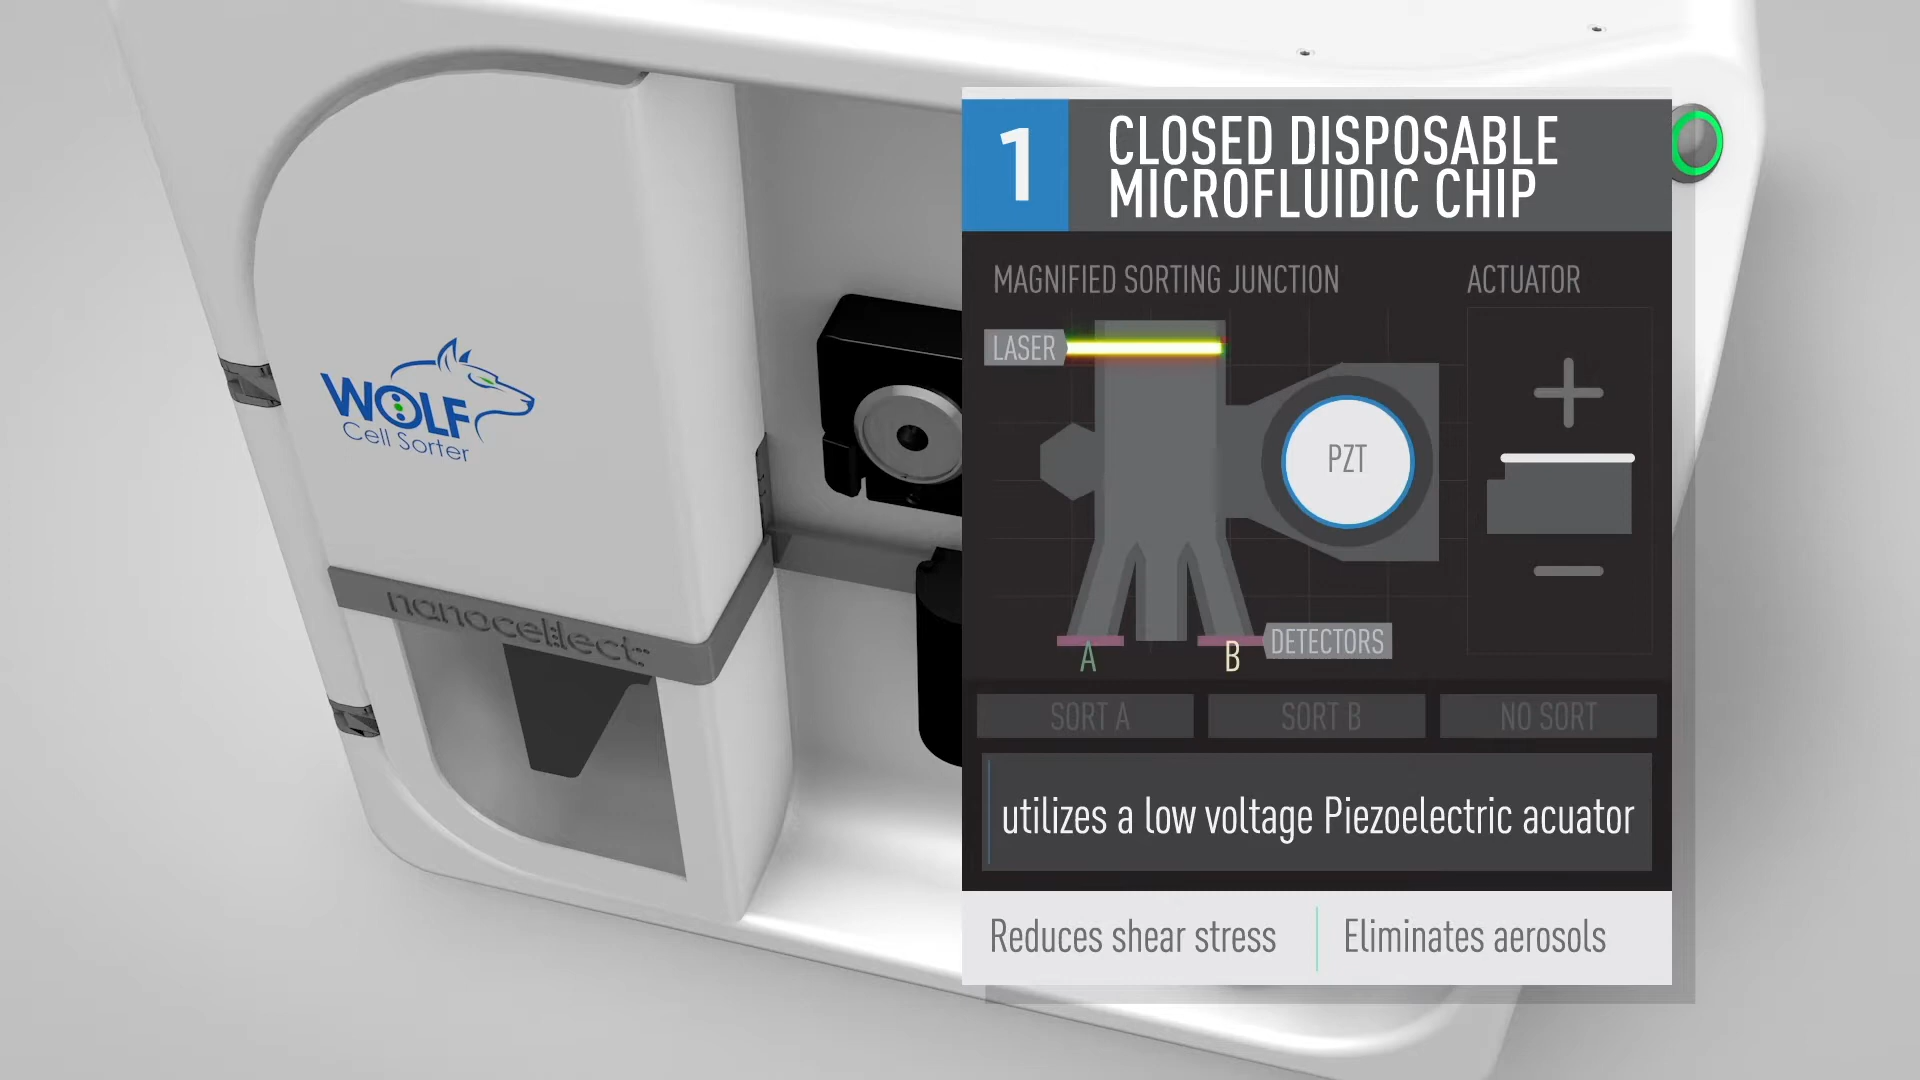 WOLF
Cell Sorter
nanocellect
1
CLOSED DISPOSABLE
MICROFLUIDIC CHIP
MAGNIFIED SORTING JUNCTION
ACTUATOR
LASER
PZT
DETECTORS
A
B
SORT A
SORT B
NO SORT
utilizes a low voltage Piezoelectric acuator
Reduces shear stress
Eliminates aerosols